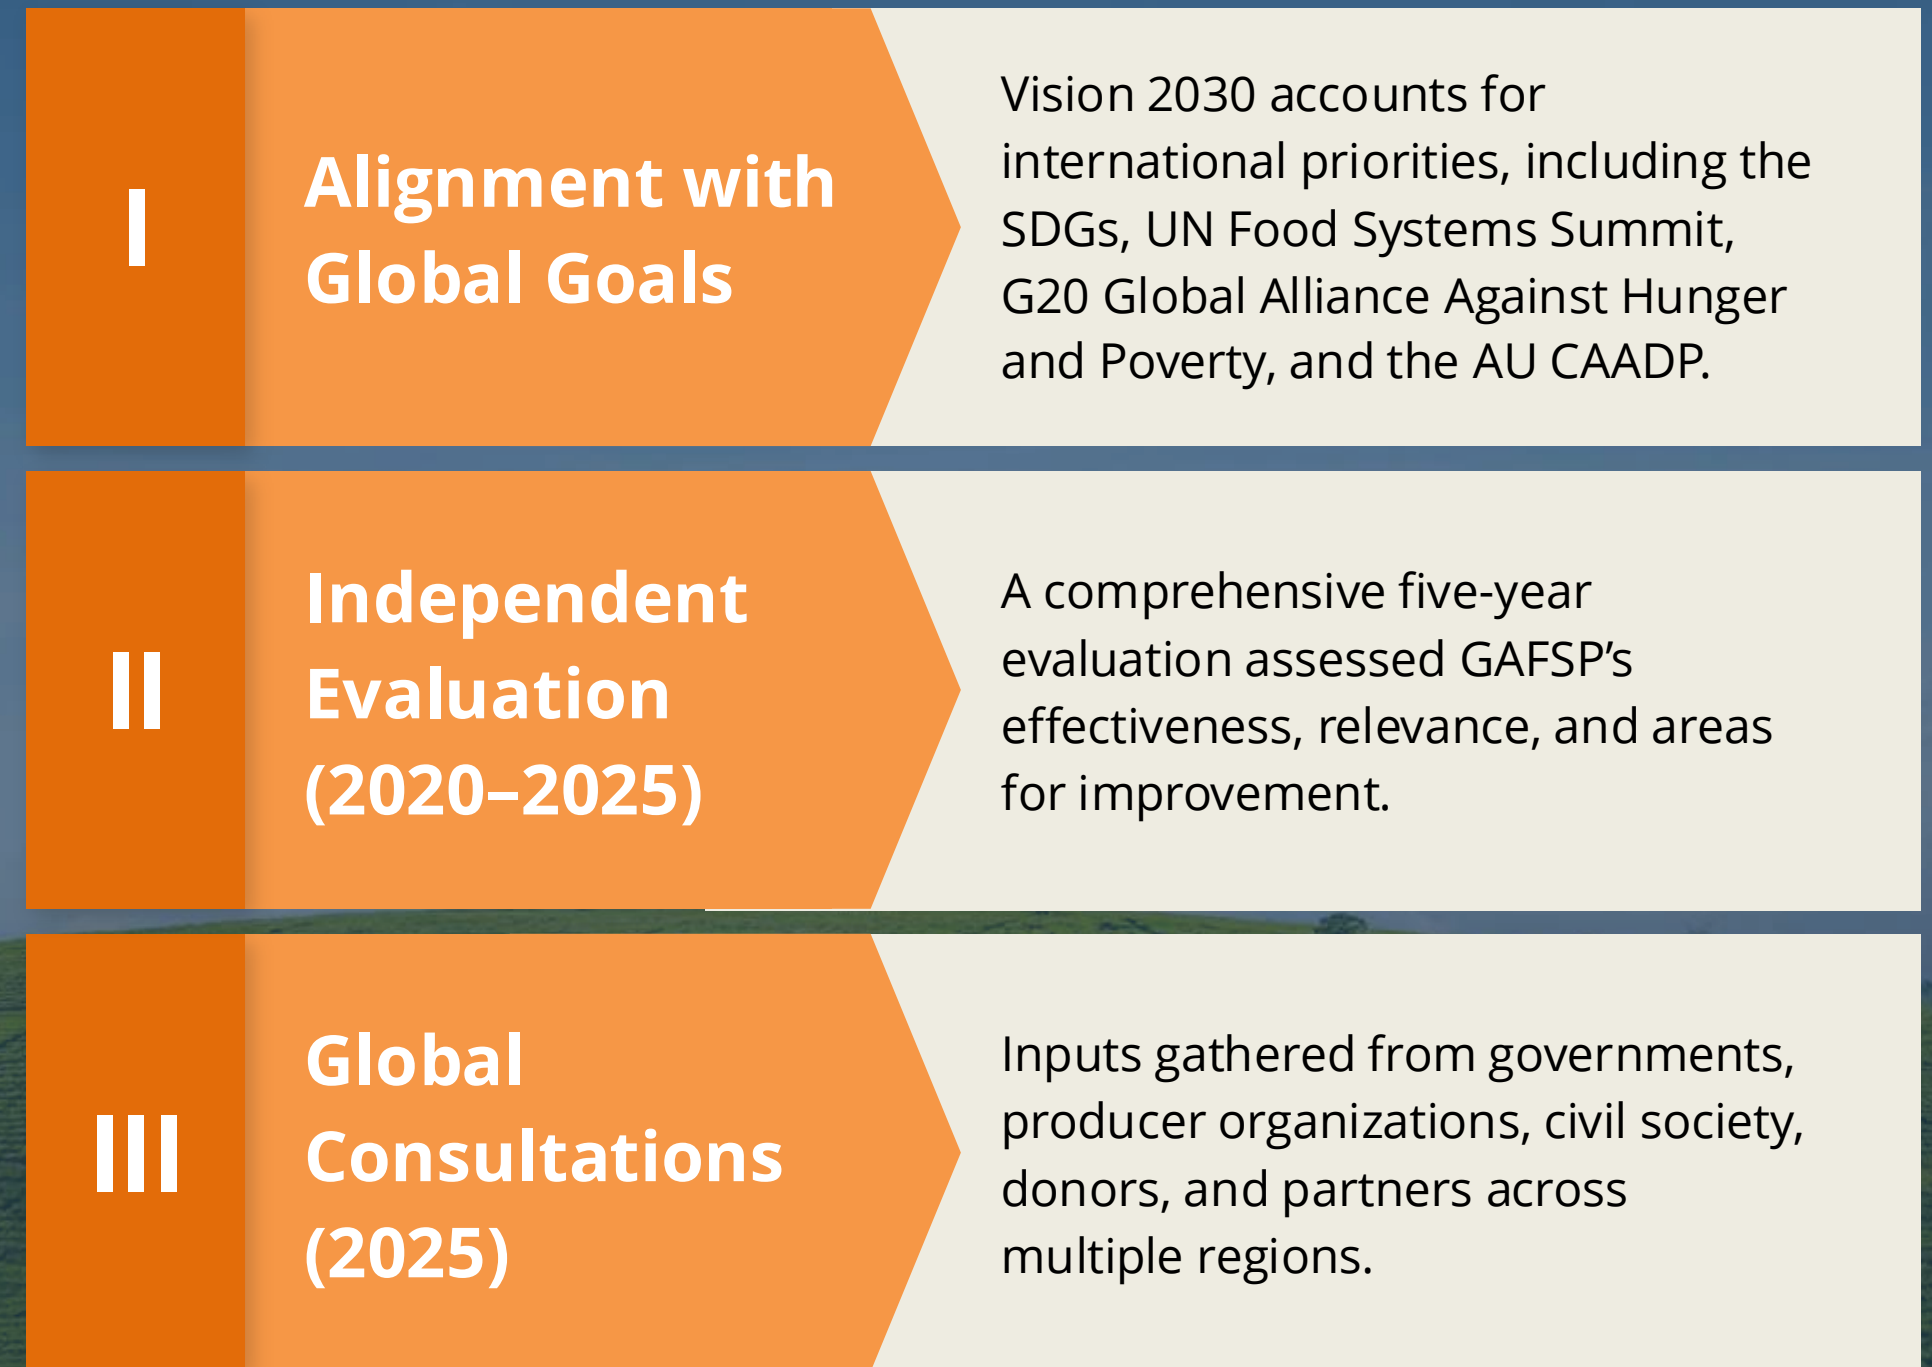 I
Alignment with
Global Goals
Vision 2030 accounts for
international priorities, including the
SDGs, UN Food Systems Summit,
G20 Global Alliance Against Hunger
and Poverty, and the AU CAADP.
II
Independent
Evaluation
(2020–2025)
A comprehensive five-year
evaluation assessed GAFSP’s
effectiveness, relevance, and areas
for improvement.
III
Global
Consultations
(2025)
Inputs gathered from governments,
producer organizations, civil society,
donors, and partners across
multiple regions.